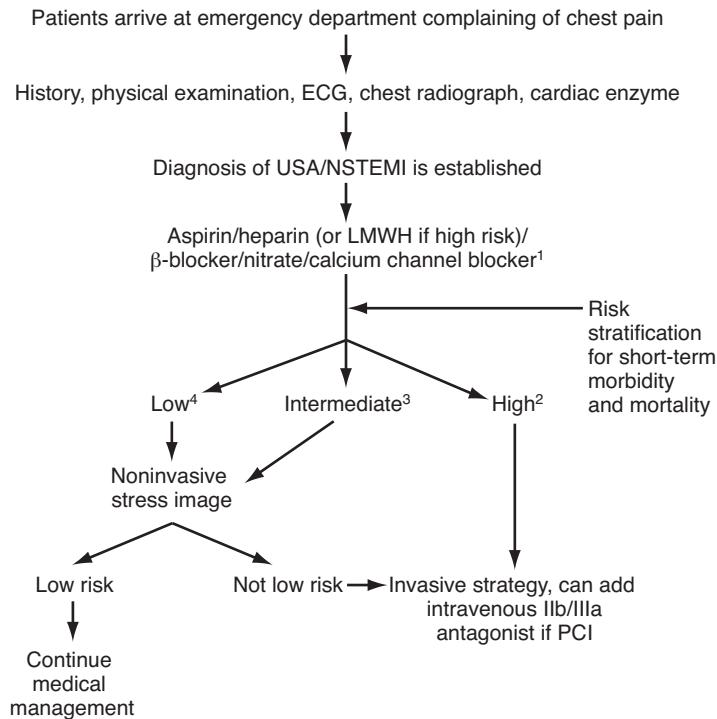 Patients arrive at emergency department complaining of chest pain
History, physical examination, ECG, chest radiograph, cardiac enzyme
Diagnosis of USA/NSTEMI is established
Aspirin/heparin (or LMWH if high risk)/
β-blocker/nitrate/calcium channel blocker¹
Risk
stratification
for short-term
morbidity
and mortality
Low⁴
Intermediate³
High²
Noninvasive
stress image
Low risk
Not low risk
Invasive strategy, can add
intravenous IIb/IIIa
antagonist if PCI
Continue
medical
management